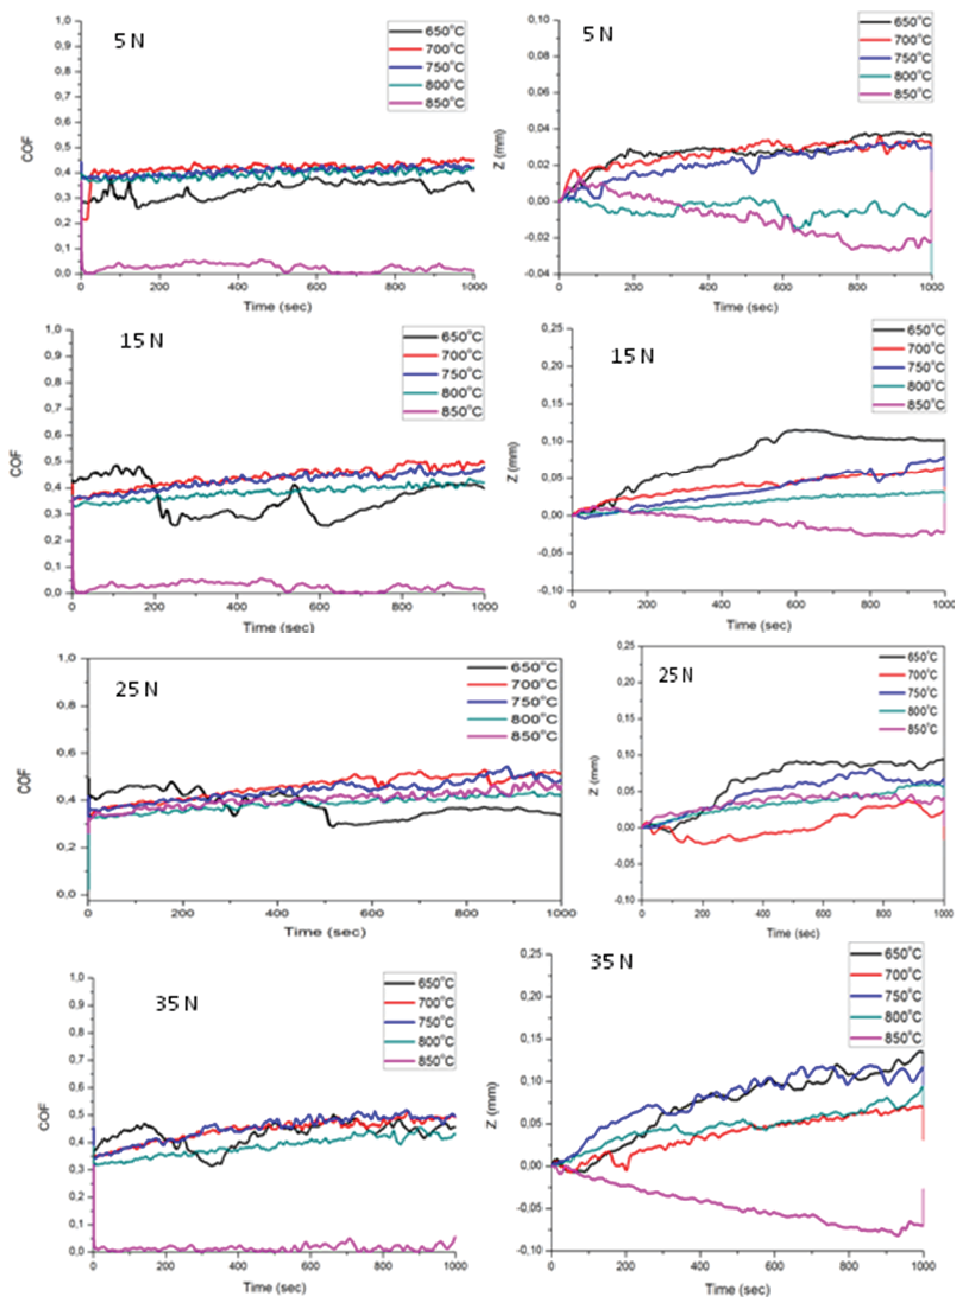 5 N
COF
1,0
0,9
0,8
0,7
0,6
0,5
0,4
0,3
0,2
0,1
0,0
0 200 400 600 800 1000
Time (sec)
650°C
700°C
750°C
800°C
850°C
5 N
Z (mm)
0,10
0,08
0,06
0,04
0,02
0,00
-0,02
-0,04
0 200 400 600 800 1000
Time (sec)
650°C
700°C
750°C
800°C
850°C
15 N
COF
1,0
0,9
0,8
0,7
0,6
0,5
0,4
0,3
0,2
0,1
0,0
0 200 400 600 800 1000
Time (sec)
650°C
700°C
750°C
800°C
850°C
15 N
Z (mm)
0,25
0,20
0,15
0,10
0,05
0,00
-0,05
-0,10
0 200 400 600 800 1000
Time (sec)
650°C
700°C
750°C
800°C
850°C
25 N
COF
1,0
0,8
0,6
0,4
0,2
0,0
0 200 400 600 800 1000
Time (sec)
650°C
700°C
750°C
800°C
850°C
25 N
Z (mm)
0,25
0,20
0,15
0,10
0,05
0,00
-0,05
-0,10
0 200 400 600 800 1000
Time (sec)
650°C
700°C
750°C
800°C
850°C
35 N
COF
1,0
0,9
0,8
0,7
0,6
0,5
0,4
0,3
0,2
0,1
0,0
0 200 400 600 800 1000
Time (sec)
650°C
700°C
750°C
800°C
850°C
35 N
Z (mm)
0,25
0,20
0,15
0,10
0,05
0,00
-0,05
-0,10
0 200 400 600 800 1000
Time (sec)
650°C
700°C
750°C
800°C
850°C